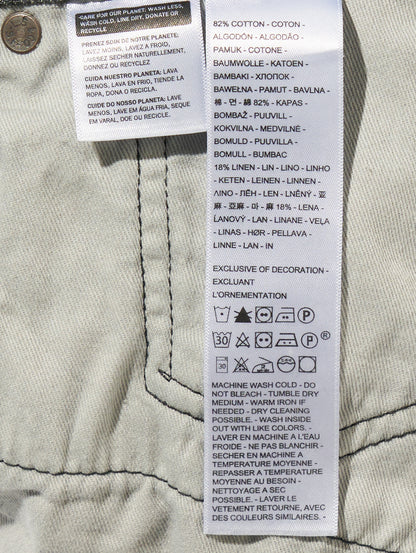 CARE FOR OUR PLANET: WASH LESS,
WASH COLD, LINE DRY, DONATE OR
RECYCLE
PRENEZ SOIN DE NOTRE PLANETE:
LAVEZ MOINS, LAVEZ A FROID,
LAISSEZ SECHER NATURELLEMENT,
DONNEZ OU RECYCLEZ
CUIDA NUESTRO PLANETA: LAVA
MENOS, LAVA EN FRIO, TIENDE LA
ROPA, DONA O RECICLA.
CUIDE DO NOSSO PLANETA: LAVE
MENOS, LAVE EM ÁGUA FRIA, SEQUE
EM VARAL, DOE OU RECICLE.
82% COTTON - COTON -
ALGODÓN - ALGODÃO -
PAMUK - COTONE -
BAUMWOLLE - KATOEN -
BAMBAKI - ХЛОПОК -
BAWEŁNA - PAMUT - BAVLNA -
棉 - 면 - 綿 82% - KAPAS -
BOMBAŽ - PUUVILL -
KOKVILNA - MEDVILNĖ -
BOMULD - PUUVILLA -
BOMULL - BUMBAC
18% LINEN - LIN - LINO - LINHO
- KETEN - LEINEN - LINNEN -
ΛΙΝΟ - ЛЁН - LEN - LNĚNÝ - 亚
麻 - 亞麻 - 마 - 麻 18% - LENA -
ĽANOVÝ - LAN - LINANE - VEĻA
- LINAS - HØR - PELLAVA -
LINNE - LAN - IN
EXCLUSIVE OF DECORATION -
EXCLUANT
L'ORNEMENTATION
P
30 P ®
30
MACHINE WASH COLD - DO
NOT BLEACH - TUMBLE DRY
MEDIUM - WARM IRON IF
NEEDED - DRY CLEANING
POSSIBLE. - WASH INSIDE
OUT WITH LIKE COLORS. -
LAVER EN MACHINE A L'EAU
FROIDE - NE PAS BLANCHIR -
SECHER EN MACHINE A
TEMPERATURE MOYENNE -
REPASSER A TEMPERATURE
MOYENNE AU BESOIN -
NETTOYAGE A SEC
POSSIBLE. - LAVER LE
VETEMENT RETOURNE, AVEC
DES COULEURS SIMILAIRES. -